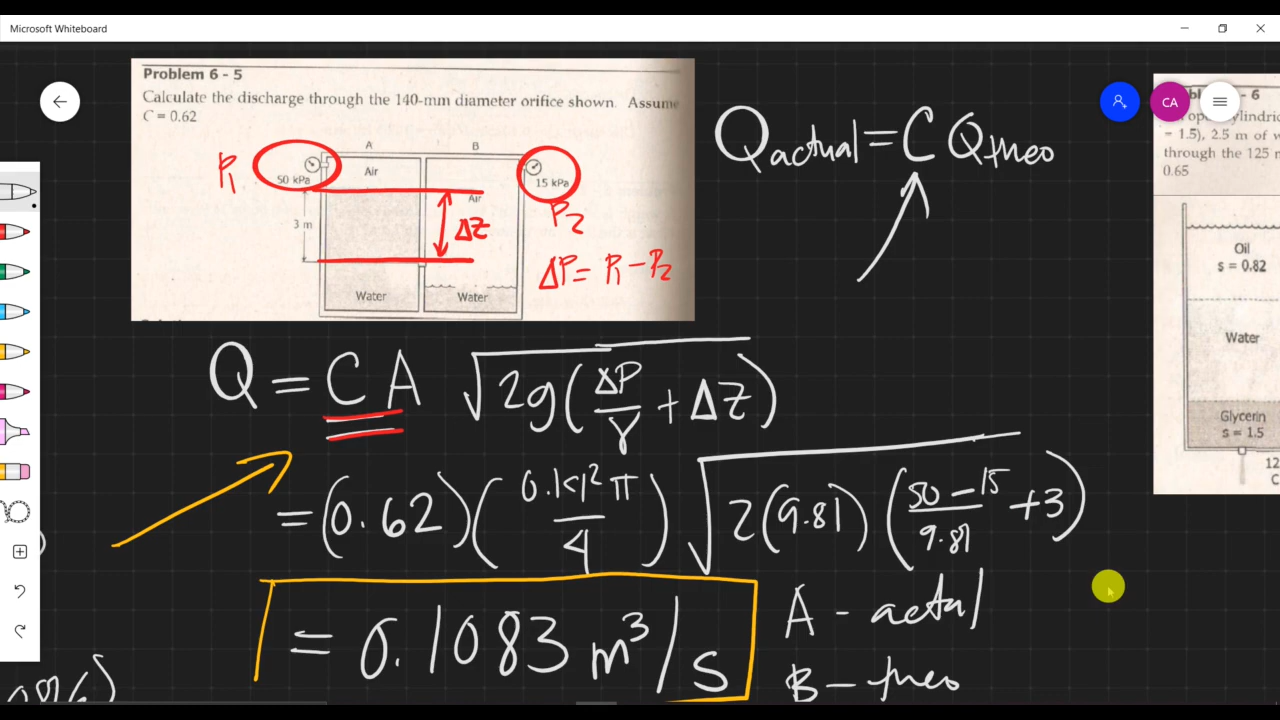 Microsoft Whiteboard
Problem 6 - 5
Calculate the discharge through the 140-mm diameter orifice shown. Assume
C = 0.62
A
B
50 kPa
Air
15 kPa
Air
3 m
Water
Water
P₁
P₂
ΔZ
ΔP = P₁ - P₂
Qactual = C Qtheo
CA
- 6
cylindric
= 1.5), 2.5 m of w
through the 125 m
0.65
Oil
s = 0.82
Water
Glycerin
s = 1.5
12
C
Q = CA √2g(ΔP/γ + ΔZ)
= (0.62)(0.14²π/4) √2(9.81)(50-15/9.81 + 3)
= 0.1083 m³/s
A - actal
B - theo